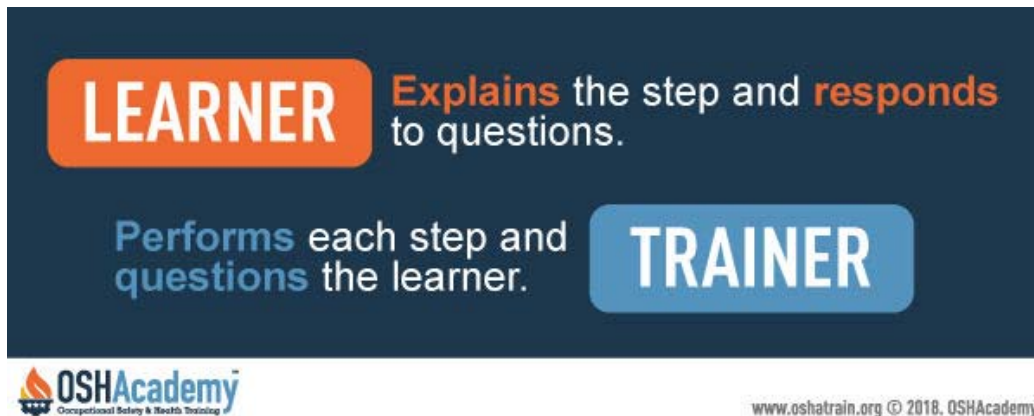 LEARNER
Explains the step and responds
to questions.
Performs each step and
questions the learner.
TRAINER
OSHAcademy™
Occupational Safety & Health Training
www.oshatrain.org © 2018. OSHAcademy